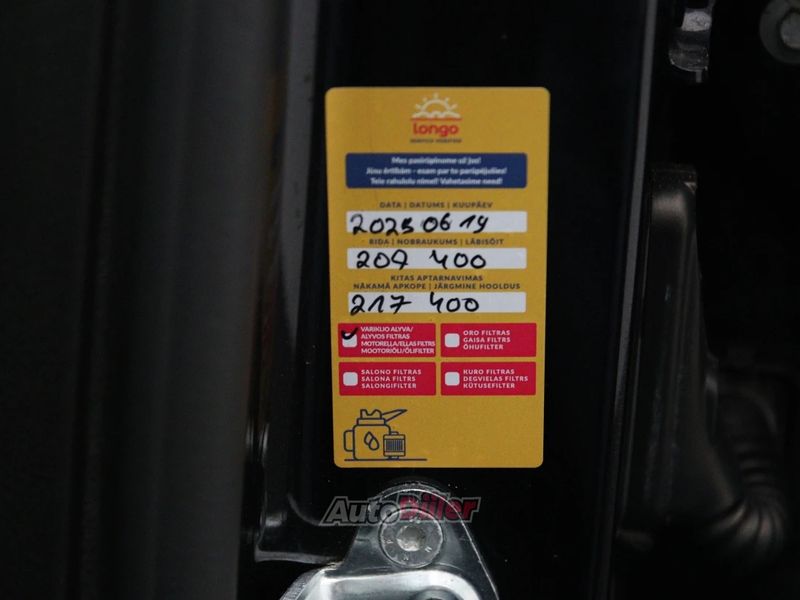 longo
Mes pasirūpinome už jus!
Jūsu ērtībām - esam par to parūpējušies!
Teie rahulolu nimel! Vahetasime need!
DATA | DATUMS | KUUPÄEV
2025 06 19
RIDA | NOBRAUKUMS | LÄBISÕIT
207 400
KITAS APTARNAVIMAS
NĀKAMĀ APKOPE | JÄRGMINE HOOLDUS
217 400
VARIKLIO ALYVA/
ALYVOS FILTRAS
MOTOREĻĻA/EĻĻAS FILTRS
MOOTORIÕLI/ÕLIFILTER
ORO FILTRAS
GAISA FILTRS
ÕHUFILTER
SALONO FILTRAS
SALONA FILTRS
SALONGIFILTER
KURO FILTRAS
DEGVIELAS FILTRS
KÜTUSEFILTER
AutoDiiler